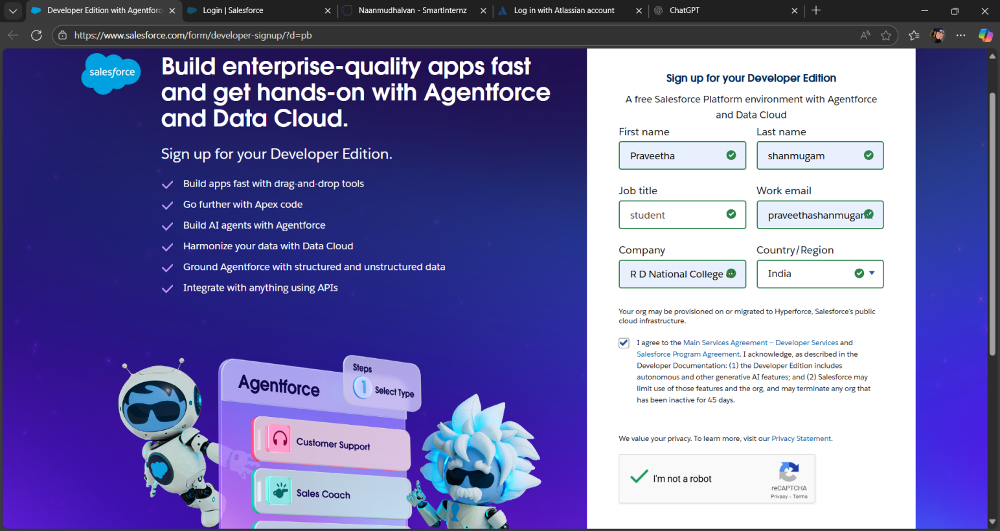 Developer Edition with Agentforc
Login | Salesforce
Naanmudhalvan - SmartInternz
Log in with Atlassian account
ChatGPT
https://www.salesforce.com/form/developer-signup/?d=pb
salesforce
Build enterprise-quality apps fast
and get hands-on with Agentforce
and Data Cloud.
Sign up for your Developer Edition.
Build apps fast with drag-and-drop tools
Go further with Apex code
Build AI agents with Agentforce
Harmonize your data with Data Cloud
Ground Agentforce with structured and unstructured data
Integrate with anything using APIs
Agentforce
Steps
1 Select Type
Customer Support
Sales Coach
Sign up for your Developer Edition
A free Salesforce Platform environment with Agentforce
and Data Cloud
First name Last name
Praveetha shanmugam
Job title Work email
student praveethashanmugam
Company Country/Region
R D National College India
Your org may be provisioned on or migrated to Hyperforce, Salesforce's public
cloud infrastructure.
I agree to the Main Services Agreement – Developer Services and
Salesforce Program Agreement. I acknowledge, as described in the
Developer Documentation: (1) the Developer Edition includes
autonomous and other generative AI features; and (2) Salesforce may
limit use of those features and the org, and may terminate any org that
has been inactive for 45 days.
We value your privacy. To learn more, visit our Privacy Statement.
I'm not a robot
reCAPTCHA
Privacy - Terms